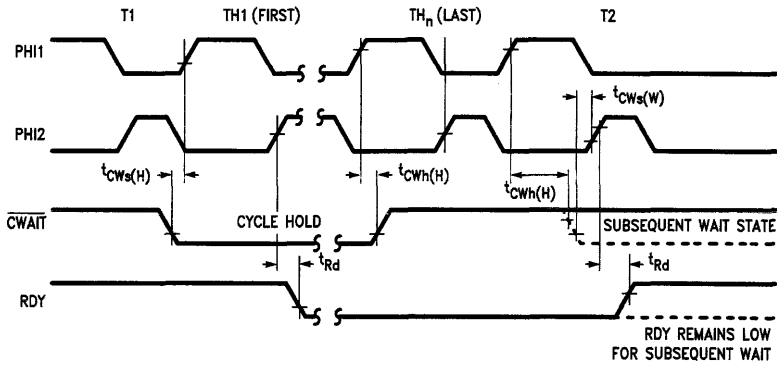 T1 TH1 (FIRST) THn (LAST) T2
PHI1
tCWs(W)
PHI2
tCWs(H) tCWh(H) tCWh(H)
CWAIT CYCLE HOLD SUBSEQUENT WAIT STATE
tRd tRd
RDY
RDY REMAINS LOW
FOR SUBSEQUENT WAIT